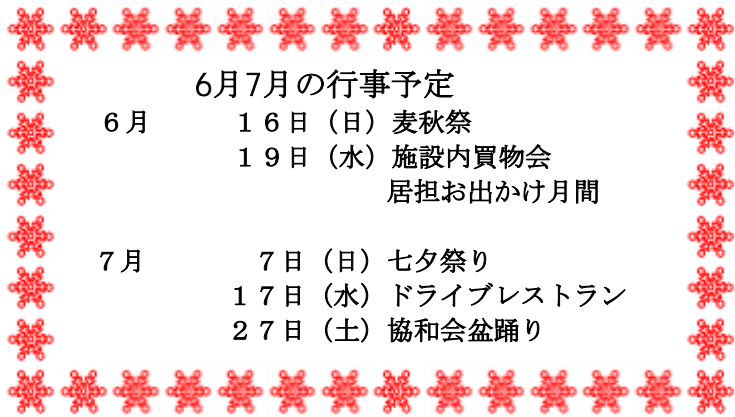 6月7月の行事予定
６月　１６日（日）麦秋祭
１９日（水）施設内買物会
居担お出かけ月間
７月　７日（日）七夕祭り
１７日（水）ドライブレストラン
２７日（土）協和会盆踊り